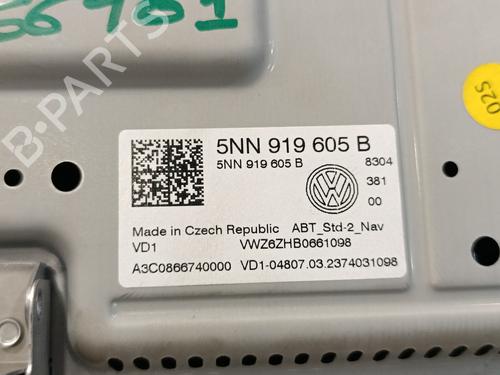 B-PARTS
025
5NN 919 605 B
5NN 919 605 B
8304
381
00
Made in Czech Republic ABT_Std-2_Nav
VD1 VWZ6ZHB0661098
A3C0866740000 VD1-04807.03.2374031098